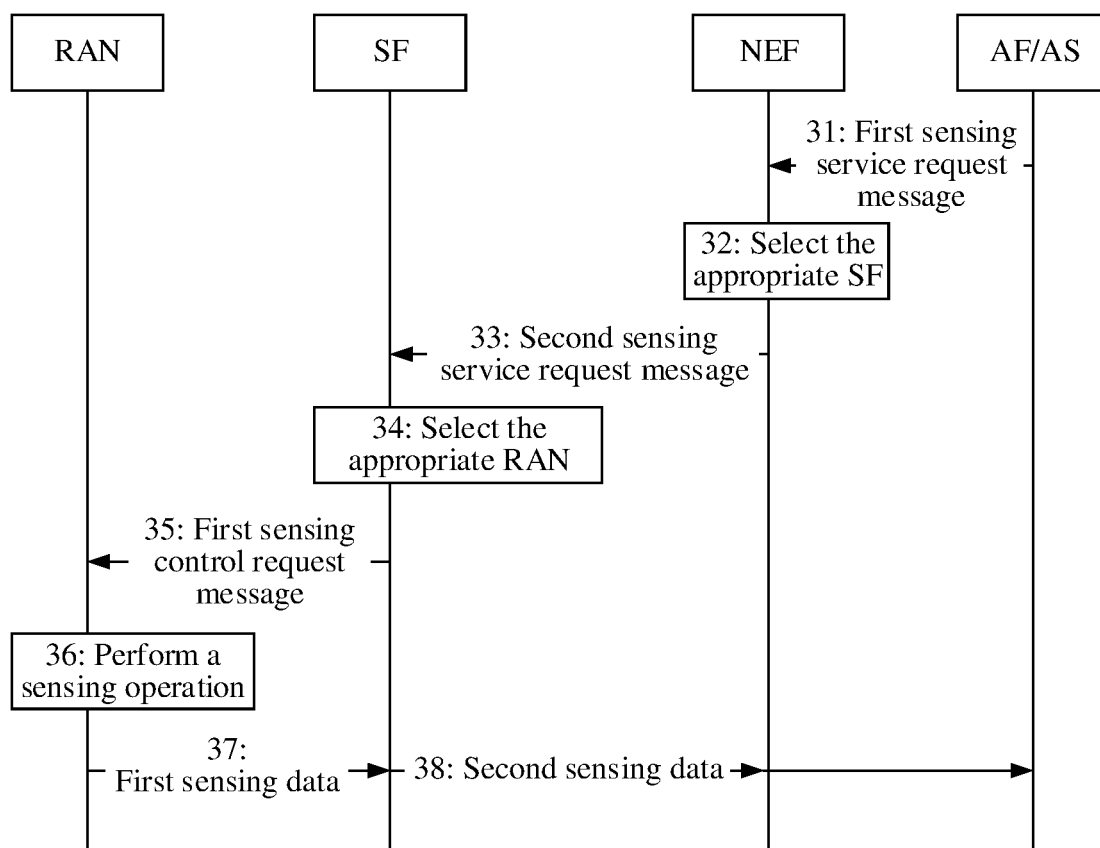 RAN
SF
NEF
AF/AS
31: First sensing
service request
message
32: Select the
appropriate SF
33: Second sensing
service request message
34: Select the
appropriate RAN
35: First sensing
control request
message
36: Perform a
sensing operation
37:
First sensing data
38: Second sensing data